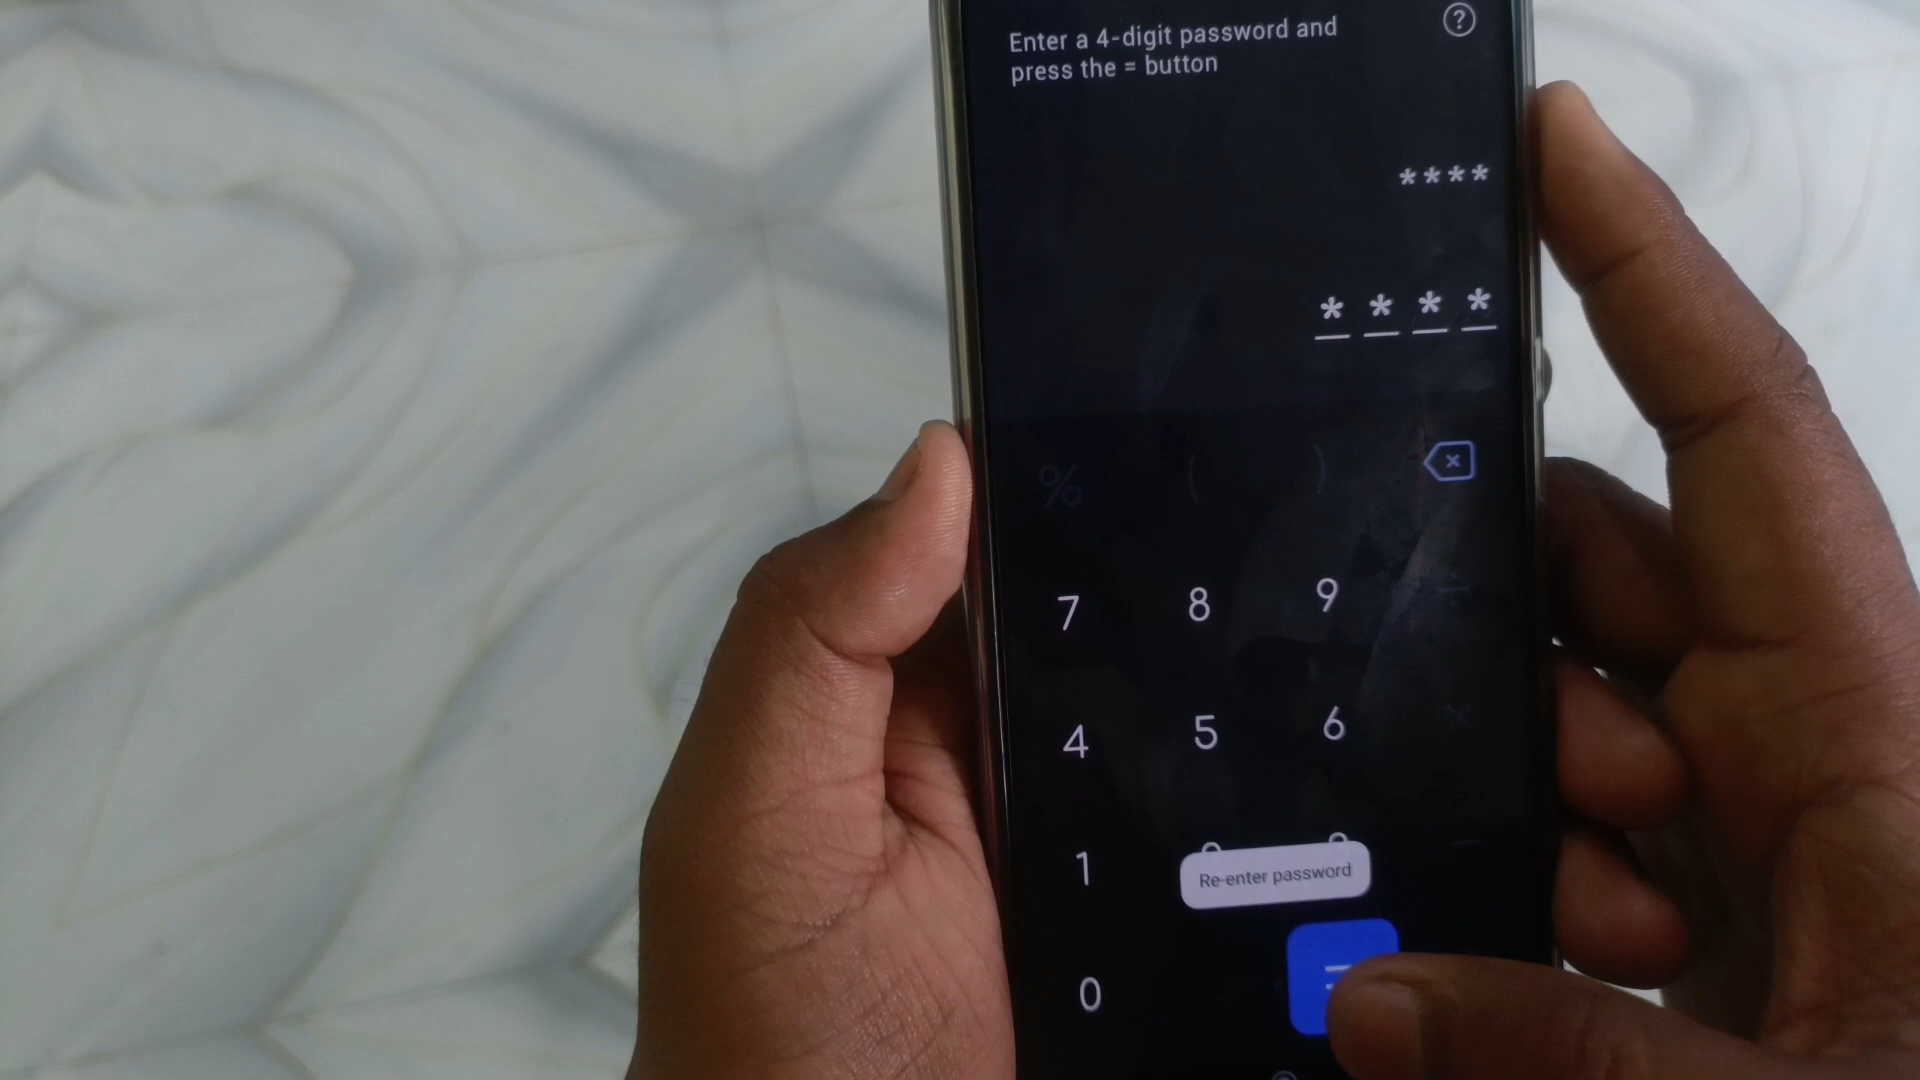 Enter a 4-digit password and
press the = button
?
****
* * * *
% ( )
7 8 9
4 5 6 ×
1
Re-enter password
0 =